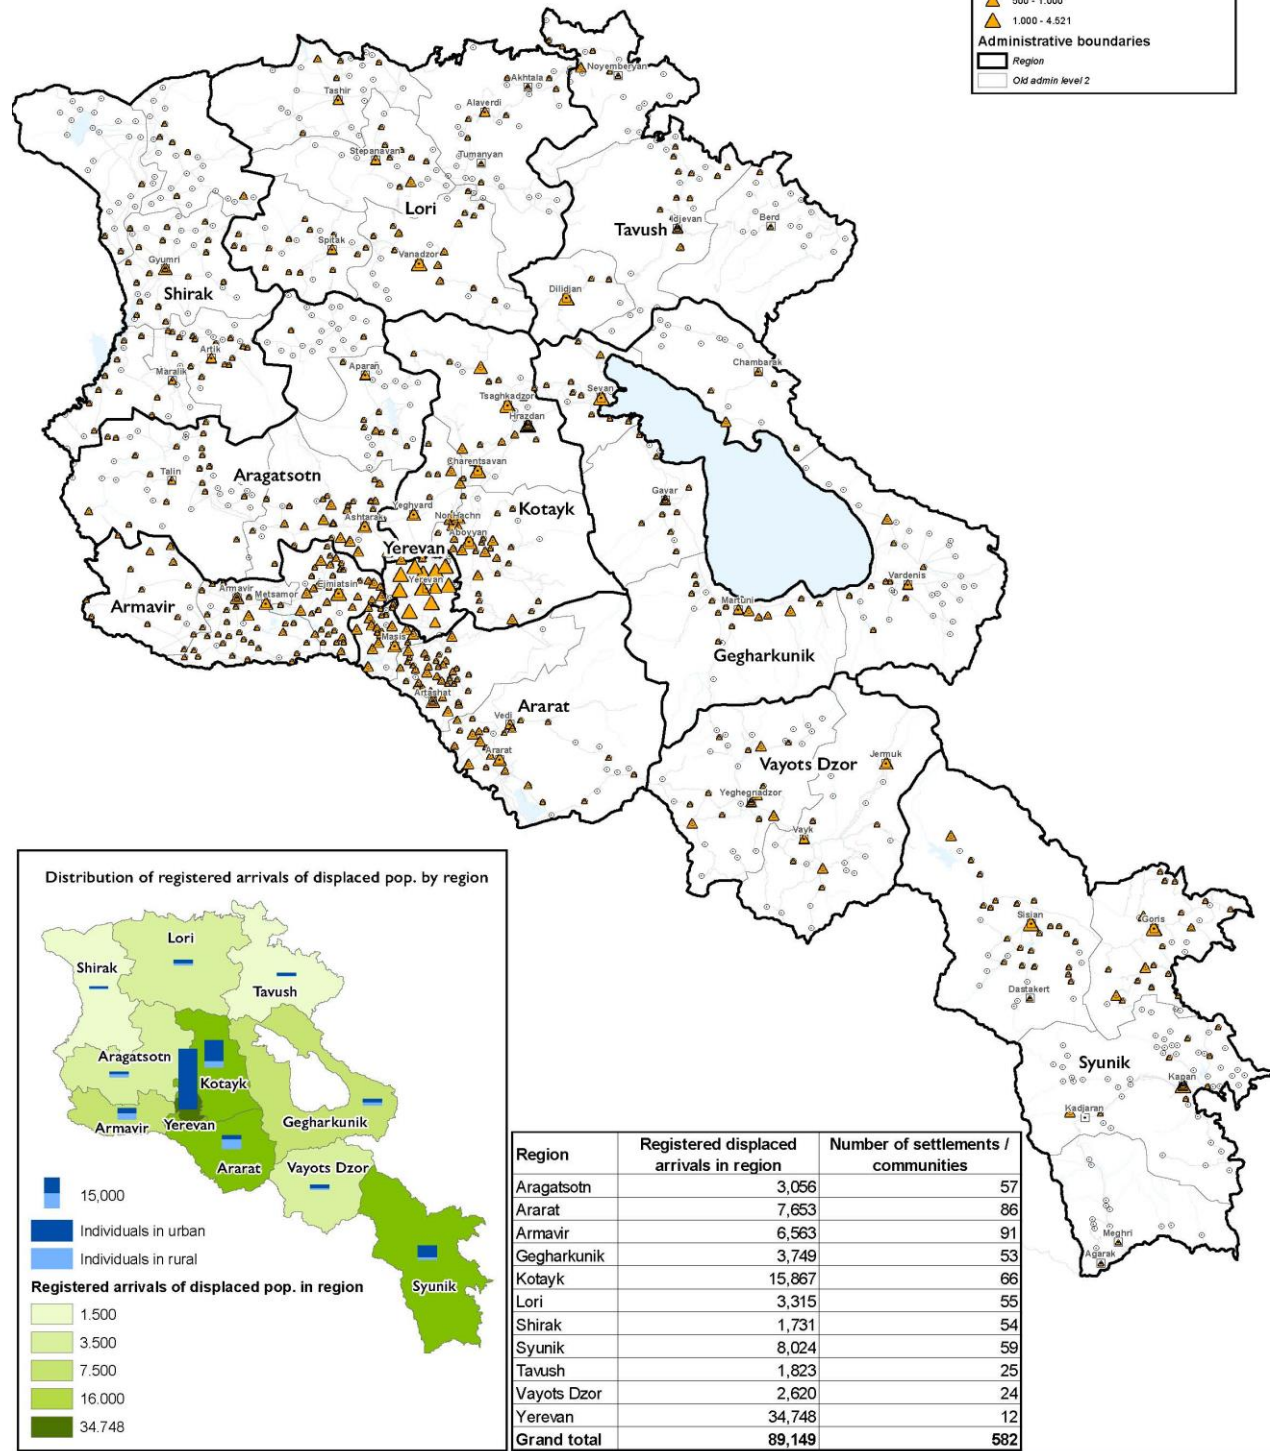 500 - 1.000
1.000 - 4.521
Administrative boundaries
Region
Old admin level 2
Noyemberyan
Akhtala
Tashir
Alaverdi
Stepanavan
Tumanyan
Lori
Tavush
Idjevan
Berd
Spitak
Vanadzor
Gyumri
Shirak
Dilidjan
Artik
Maralik
Aparan
Chambarak
Sevan
Tsaghkadzor
Hrazdan
Charentsavan
Talin
Aragatsotn
Gavar
Kotayk
Yeghvard
Nor Hachn
Ashtarak
Abovyan
Yerevan
Yerevan
Ejmiatsin
Armavir
Metsamor
Armavir
Vardenis
Martuni
Masis
Gegharkunik
Artashat
Ararat
Vedi
Ararat
Vayots Dzor
Jermuk
Yeghegnadzor
Vayk
Sisian
Goris
Dastakert
Syunik
Kapan
Kadjaran
Meghri
Agarak
Distribution of registered arrivals of displaced pop. by region
Lori
Shirak
Tavush
Aragatsotn
Kotayk
Armavir
Yerevan
Gegharkunik
Ararat
Vayots Dzor
Syunik
15,000
Individuals in urban
Individuals in rural
Registered arrivals of displaced pop. in region
1.500
3.500
7.500
16.000
34.748
Region Registered displaced arrivals in region Number of settlements / communities
Aragatsotn 3,056 57
Ararat 7,653 86
Armavir 6,563 91
Gegharkunik 3,749 53
Kotayk 15,867 66
Lori 3,315 55
Shirak 1,731 54
Syunik 8,024 59
Tavush 1,823 25
Vayots Dzor 2,620 24
Yerevan 34,748 12
Grand total 89,149 582